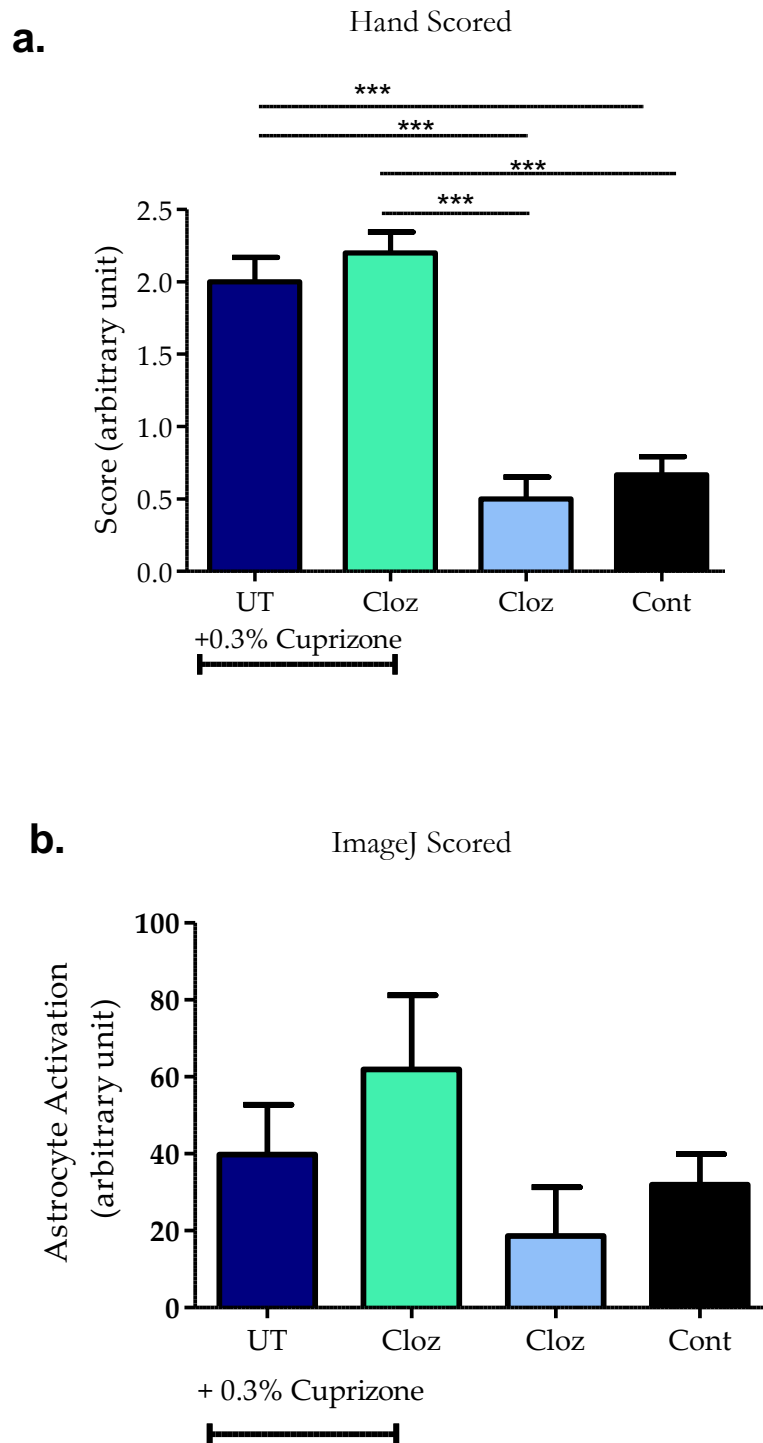 a.
Hand Scored
***
***
***
***
Score (arbitrary unit)
2.5
2.0
1.5
1.0
0.5
0.0
UT Cloz Cloz Cont
+0.3% Cuprizone
b.
ImageJ Scored
Astrocyte Activation
(arbitrary unit)
100
80
60
40
20
0
UT Cloz Cloz Cont
+ 0.3% Cuprizone